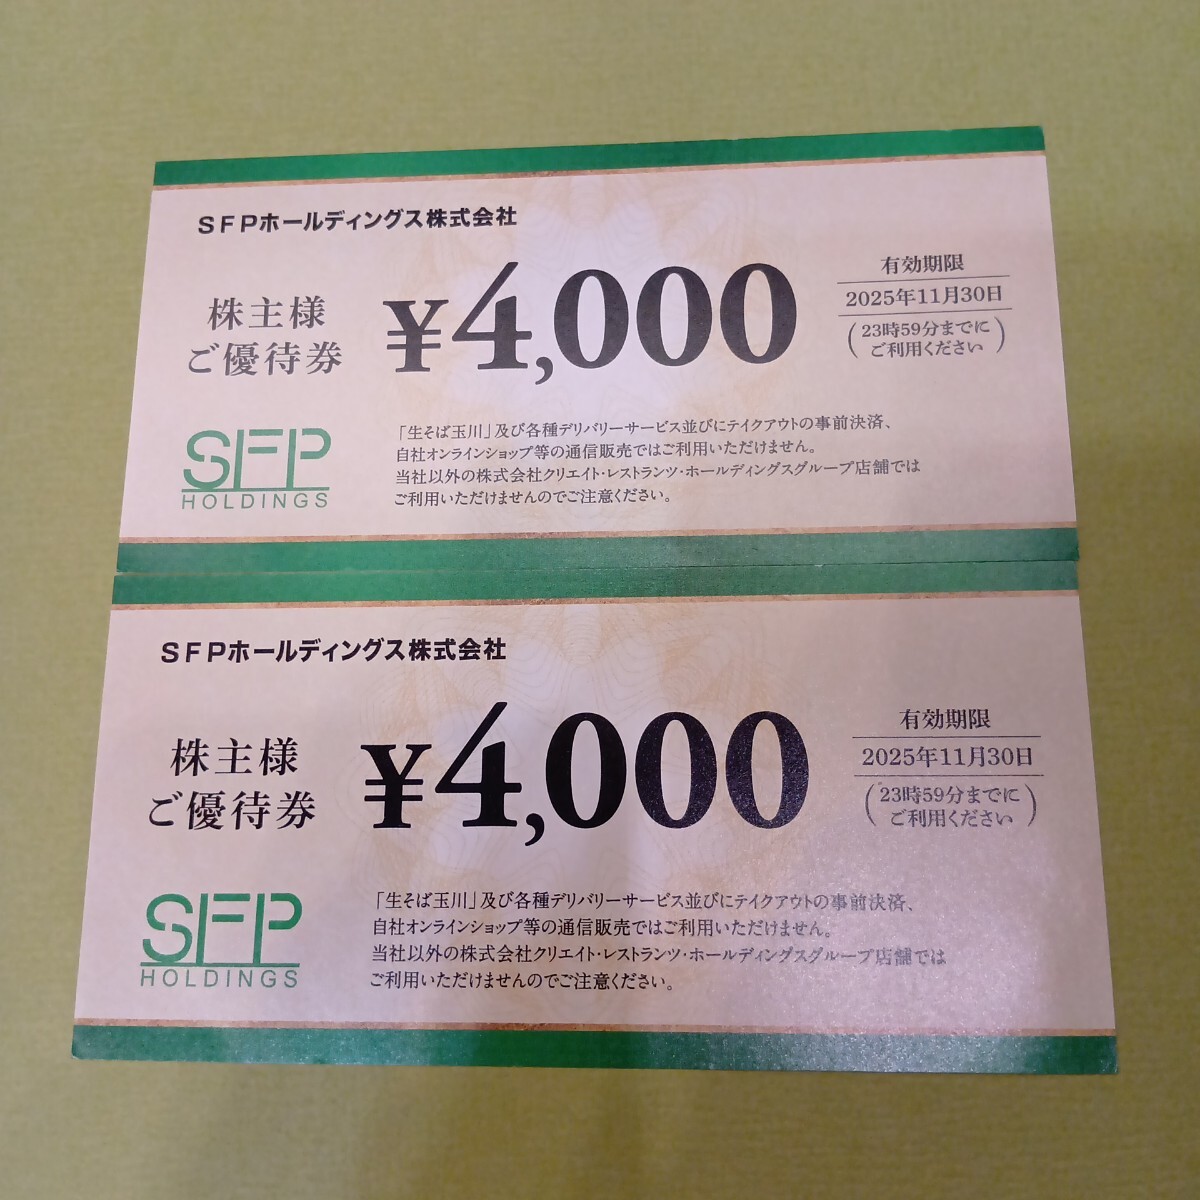 SFPホールディングス株式会社
株主様
ご優待券
¥4,000
有効期限
2025年11月30日
(23時59分までに
ご利用ください)
SFP
HOLDINGS
「生そば玉川」及び各種デリバリーサービス並びにテイクアウトの事前決済、
自社オンラインショップ等の通信販売ではご利用いただけません。
当社以外の株式会社クリエイト・レストランツ・ホールディングスグループ店舗では
ご利用いただけませんのでご注意ください。
SFPホールディングス株式会社
株主様
ご優待券
¥4,000
有効期限
2025年11月30日
(23時59分までに
ご利用ください)
SFP
HOLDINGS
「生そば玉川」及び各種デリバリーサービス並びにテイクアウトの事前決済、
自社オンラインショップ等の通信販売ではご利用いただけません。
当社以外の株式会社クリエイト・レストランツ・ホールディングスグループ店舗では
ご利用いただけませんのでご注意ください。